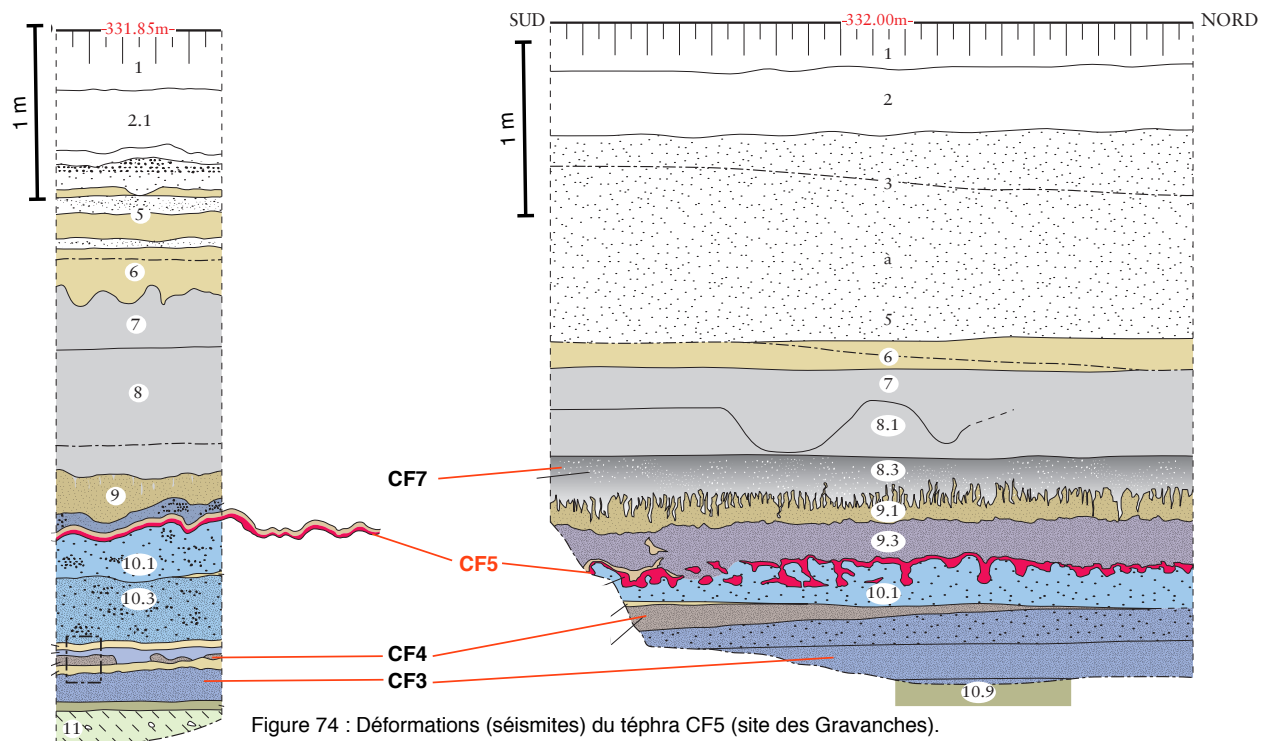 331.85m
1 m
1
2.1
5
6
7
8
9
10.1
10.3
11
CF7
CF5
CF4
CF3
SUD
332.00m
NORD
1 m
1
2
3
a
5
6
7
8.1
8.3
9.1
9.3
10.1
10.9
Figure 74 : Déformations (séismites) du téphra CF5 (site des Gravanches).